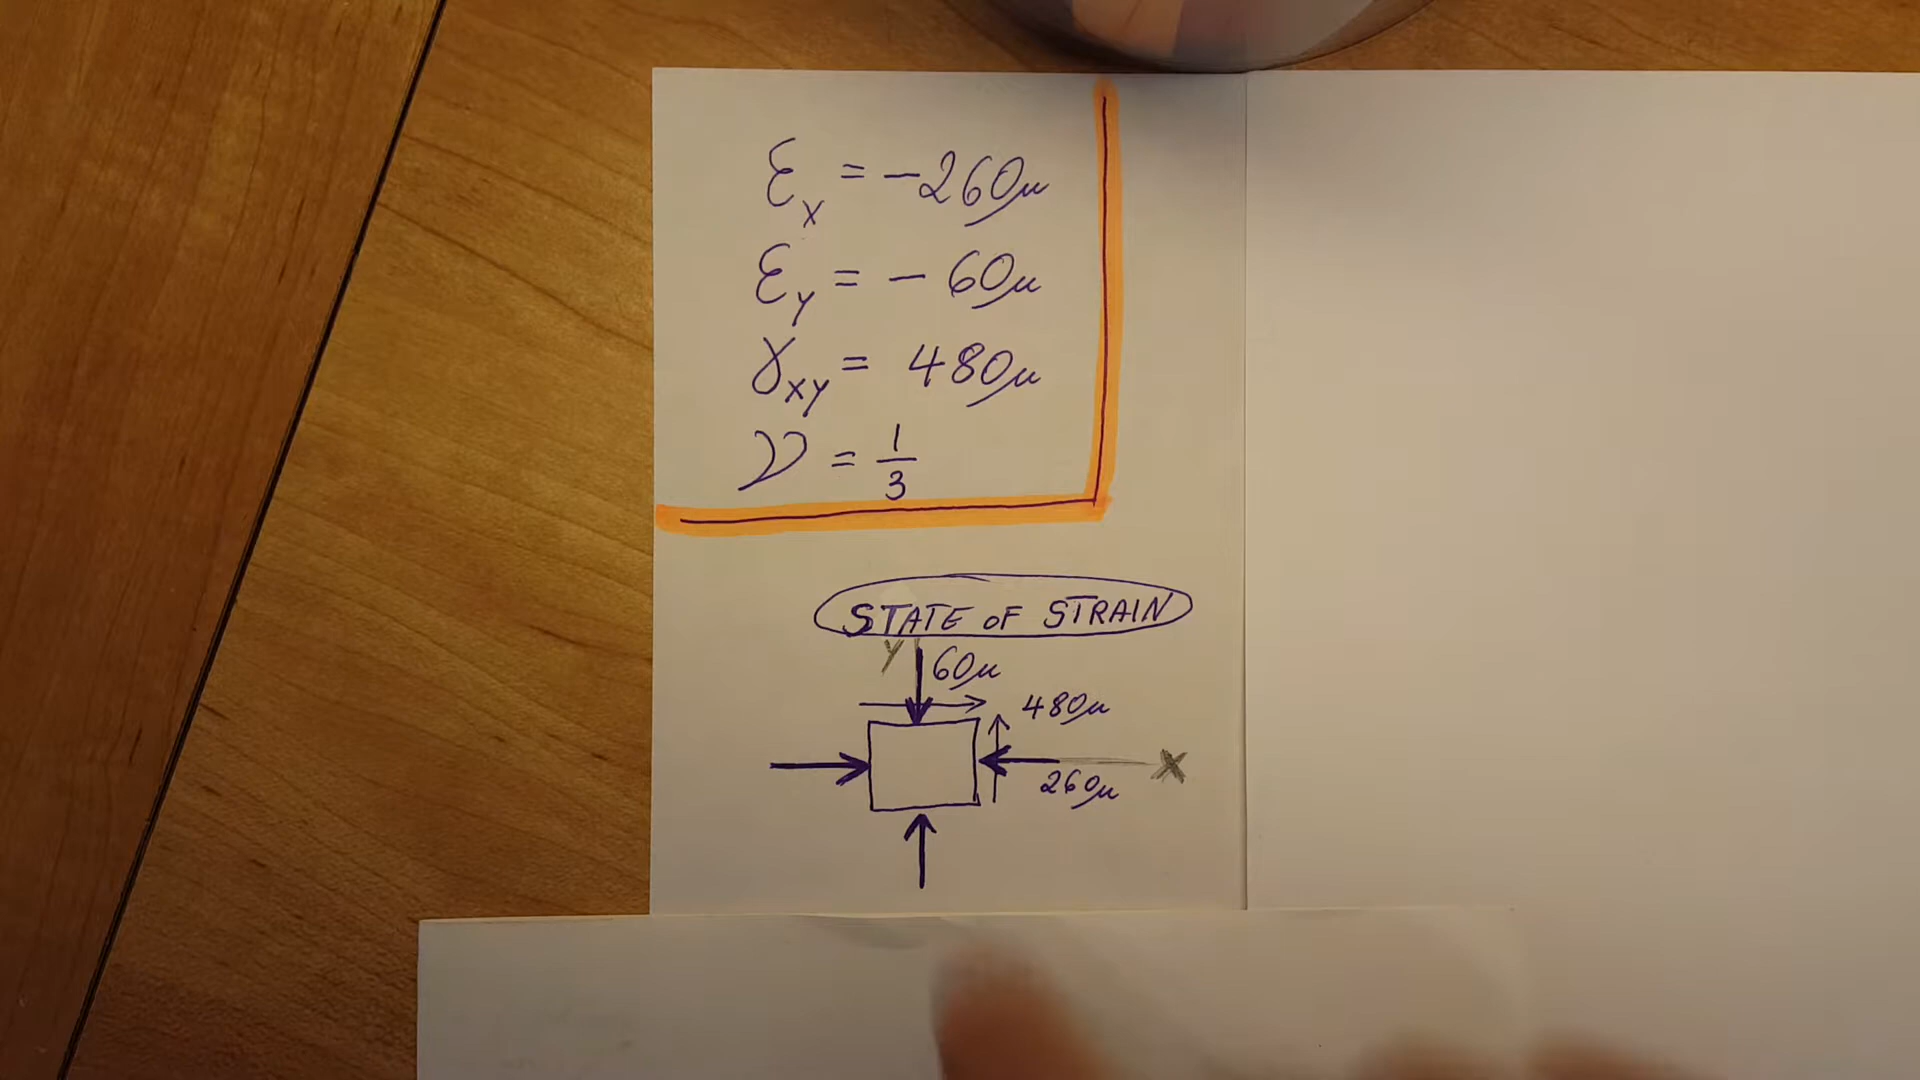 εx = -260μ
εy = - 60μ
γxy = 480μ
ν = 1/3
STATE OF STRAIN
Y
60μ
480μ
X
260μ